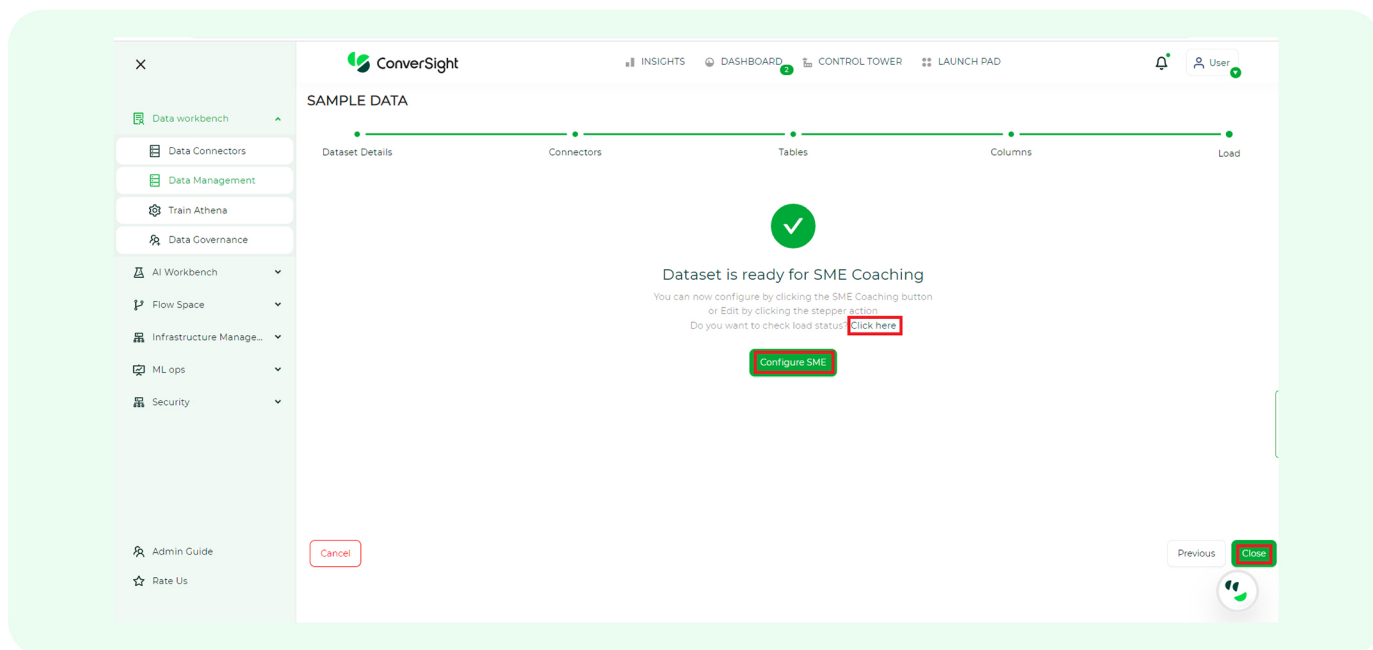 ConverSight
INSIGHTS
DASHBOARD
2
CONTROL TOWER
LAUNCH PAD
User
Data workbench
Data Connectors
Data Management
Train Athena
Data Governance
AI Workbench
Flow Space
Infrastructure Manage...
ML ops
Security
Admin Guide
Rate Us
SAMPLE DATA
Dataset Details
Connectors
Tables
Columns
Load
Dataset is ready for SME Coaching
You can now configure by clicking the SME Coaching button
or Edit by clicking the stepper action
Do you want to check load status? Click here
Configure SME
Cancel
Previous
Close